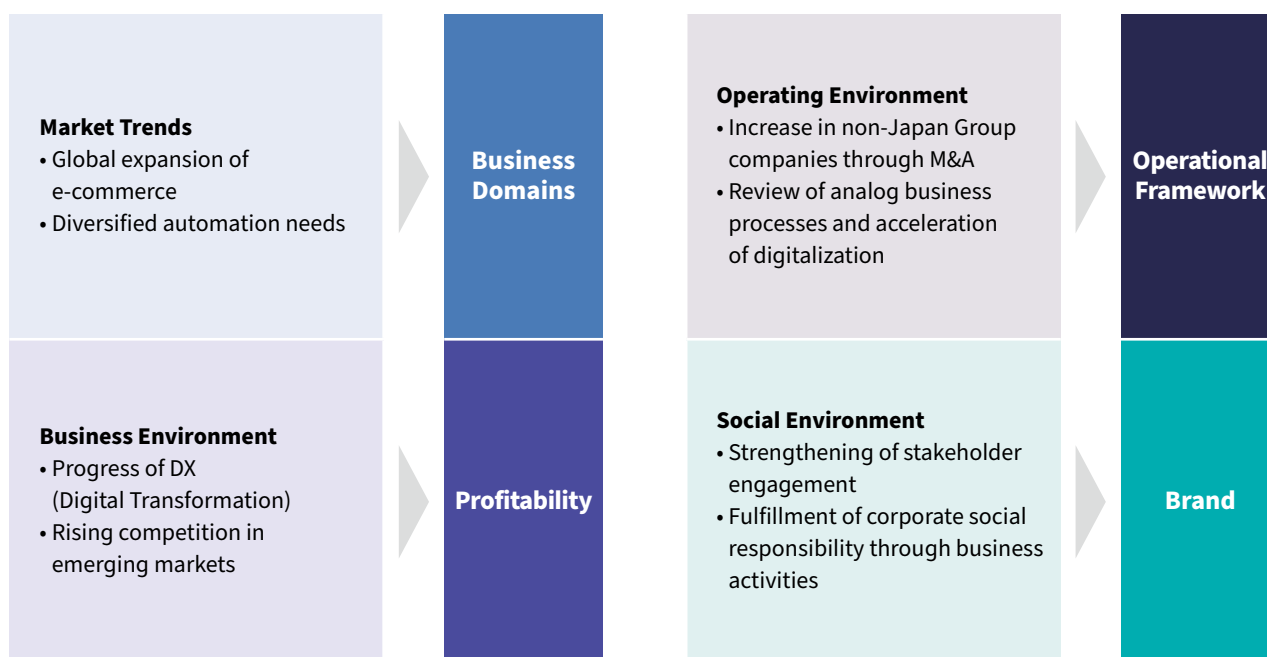 Market Trends
• Global expansion of
e-commerce
• Diversified automation needs
Business
Domains
Operating Environment
• Increase in non-Japan Group
companies through M&A
• Review of analog business
processes and acceleration
of digitalization
Operational
Framework
Business Environment
• Progress of DX
(Digital Transformation)
• Rising competition in
emerging markets
Profitability
Social Environment
• Strengthening of stakeholder
engagement
• Fulfillment of corporate social
responsibility through business
activities
Brand